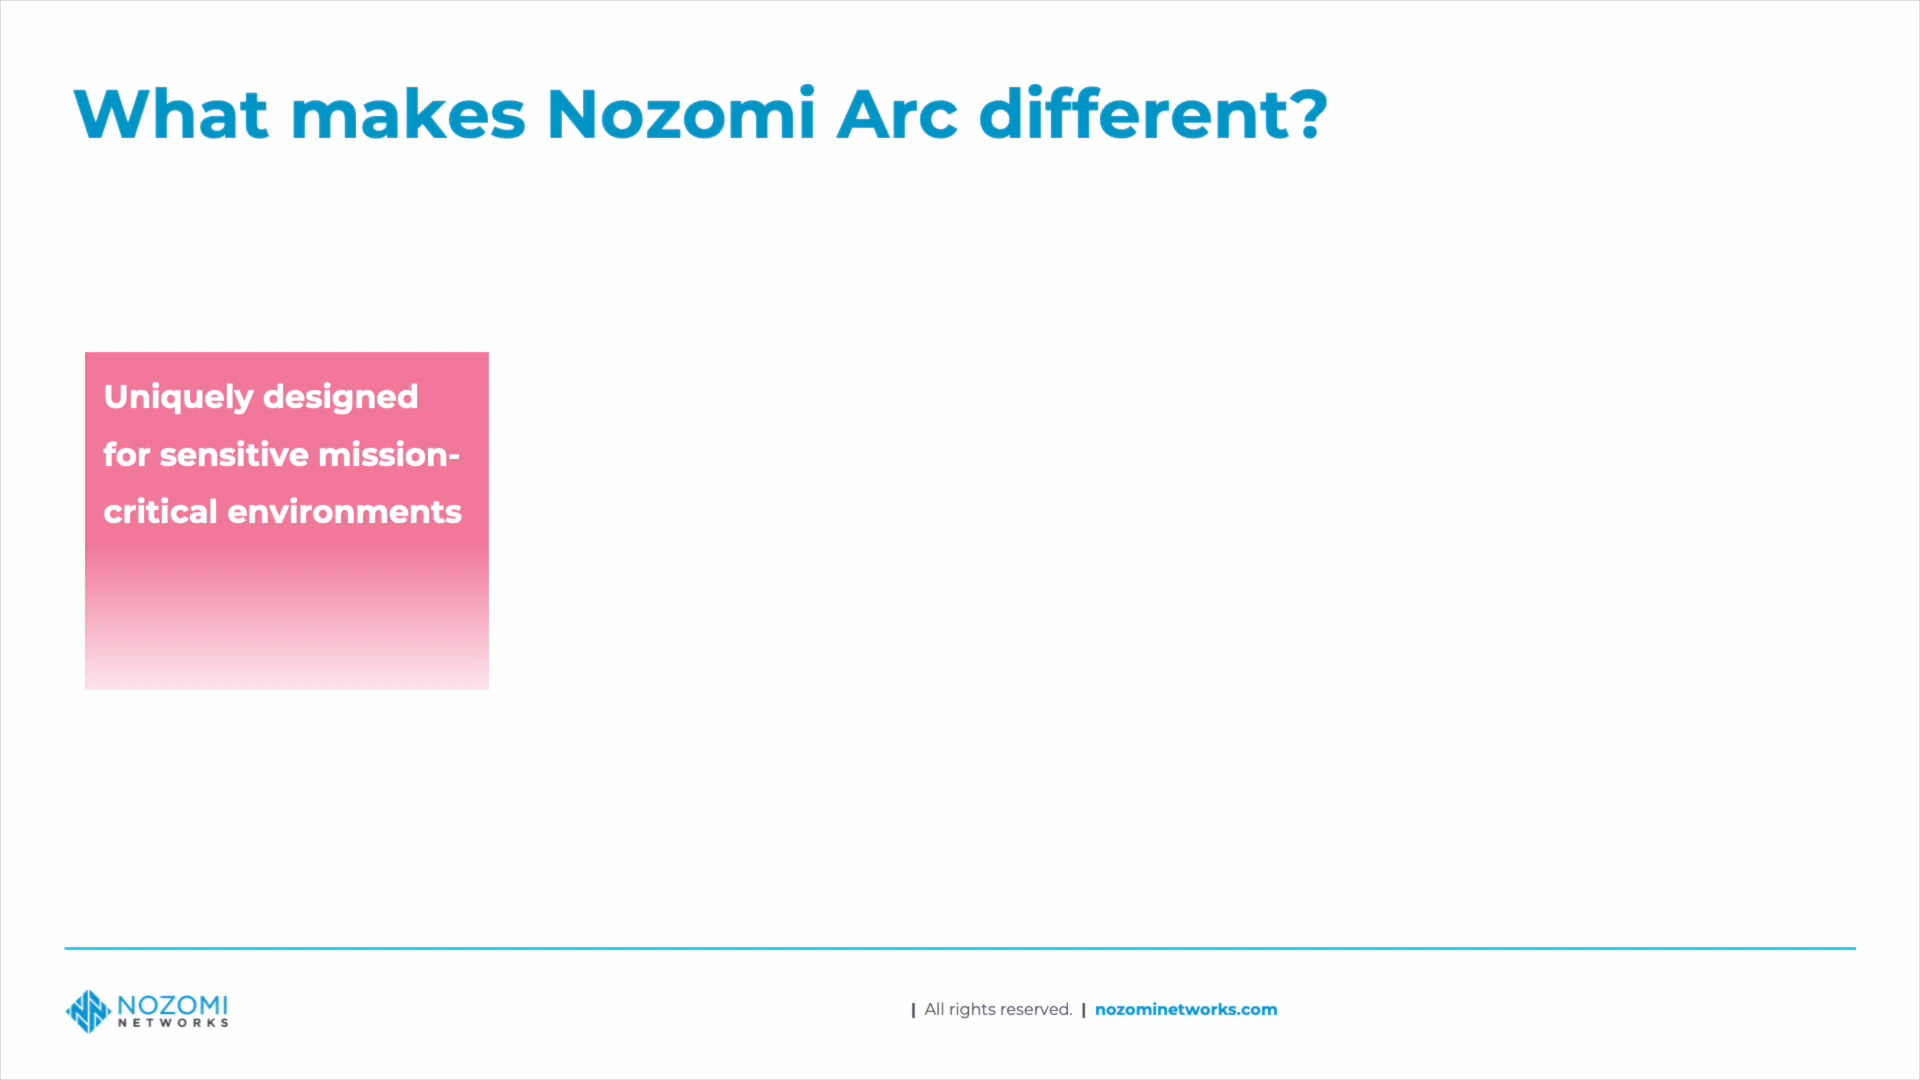 What makes Nozomi Arc different?
Uniquely designed
for sensitive mission-
critical environments
NOZOMI
NETWORKS
| All rights reserved. | nozominetworks.com